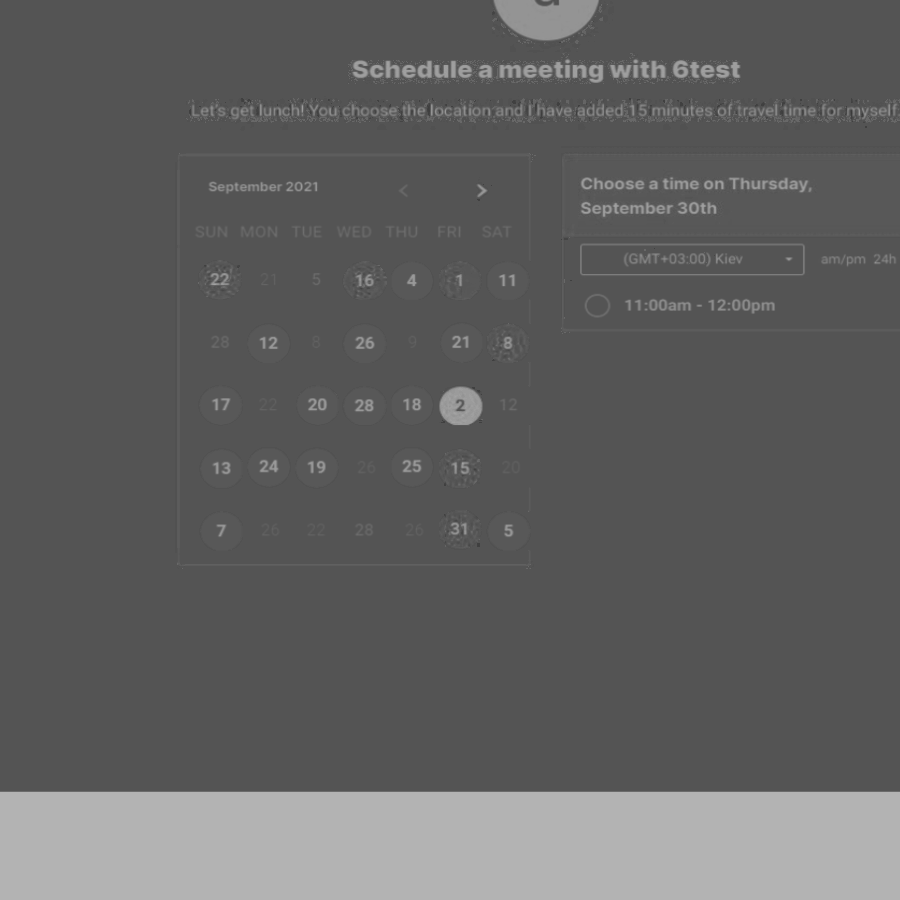 Schedule a meeting with 6test
Let's get lunch! You choose the location and I have added 15 minutes of travel time for myself.
September 2021 < >
SUN MON TUE WED THU FRI SAT
22 21 5 16 4 1 11
28 12 8 26 9 21 8
17 22 20 28 18 2 12
13 24 19 26 25 15 20
7 26 22 28 26 31 5
Choose a time on Thursday,
September 30th
(GMT+03:00) Kiev am/pm 24h
11:00am - 12:00pm